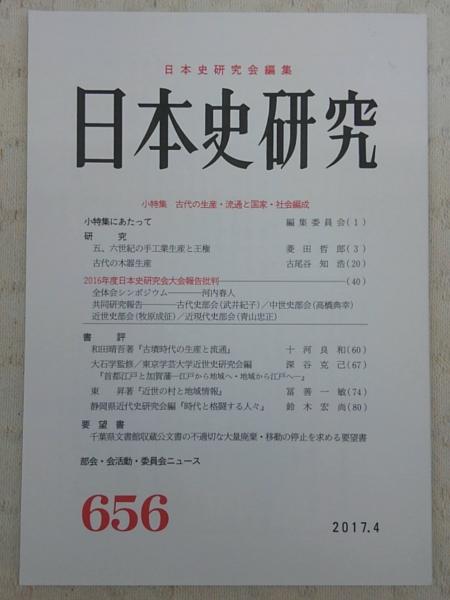 日本史研究会編集
日本史研究
小特集 古代の生産・流通と国家・社会編成
小特集にあたって 編集委員会(1)
研究
五、六世紀の手工業生産と王権 菱田哲郎(3)
古代の木器生産 古尾谷知浩(20)
2016年度日本史研究会大会報告批判――――(40)
全体会シンポジウム――――河内春人
共同研究報告――――古代史部会(武井紀子)/中世史部会(高橋典幸)
近世史部会(牧原成征)/近現代史部会(青山忠正)
書評
和田晴吾著『古墳時代の生産と流通』 十河良和(60)
大石学監修/東京学芸大学近世史研究会編 深谷克己(67)
『首都江戸と加賀藩―江戸から地域へ・地域から江戸へ―』
東昇著『近世の村と地域情報』 冨善一敏(74)
静岡県近代史研究会編『時代と格闘する人々』 鈴木宏尚(80)
要望書
千葉県文書館収蔵公文書の不適切な大量廃棄・移動の停止を求める要望書
部会・会活動・委員会ニュース
656
2017.4